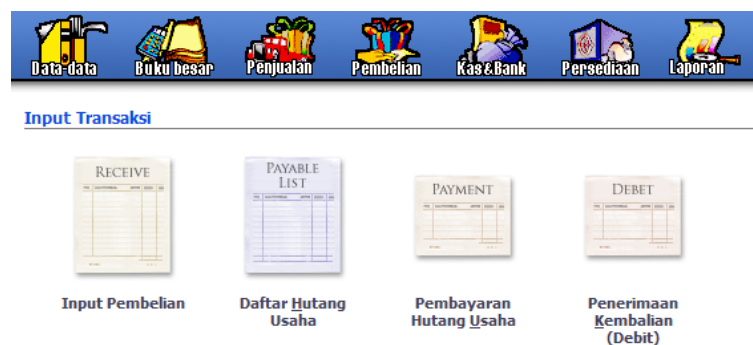 Data-data Buku besar Penjualan Pembelian Kas&Bank Persediaan Laporan
Input Transaksi
RECEIVE
PAYABLE
LIST
PAYMENT
DEBET
Input Pembelian
Daftar Hutang
Usaha
Pembayaran
Hutang Usaha
Penerimaan
Kembalian
(Debit)